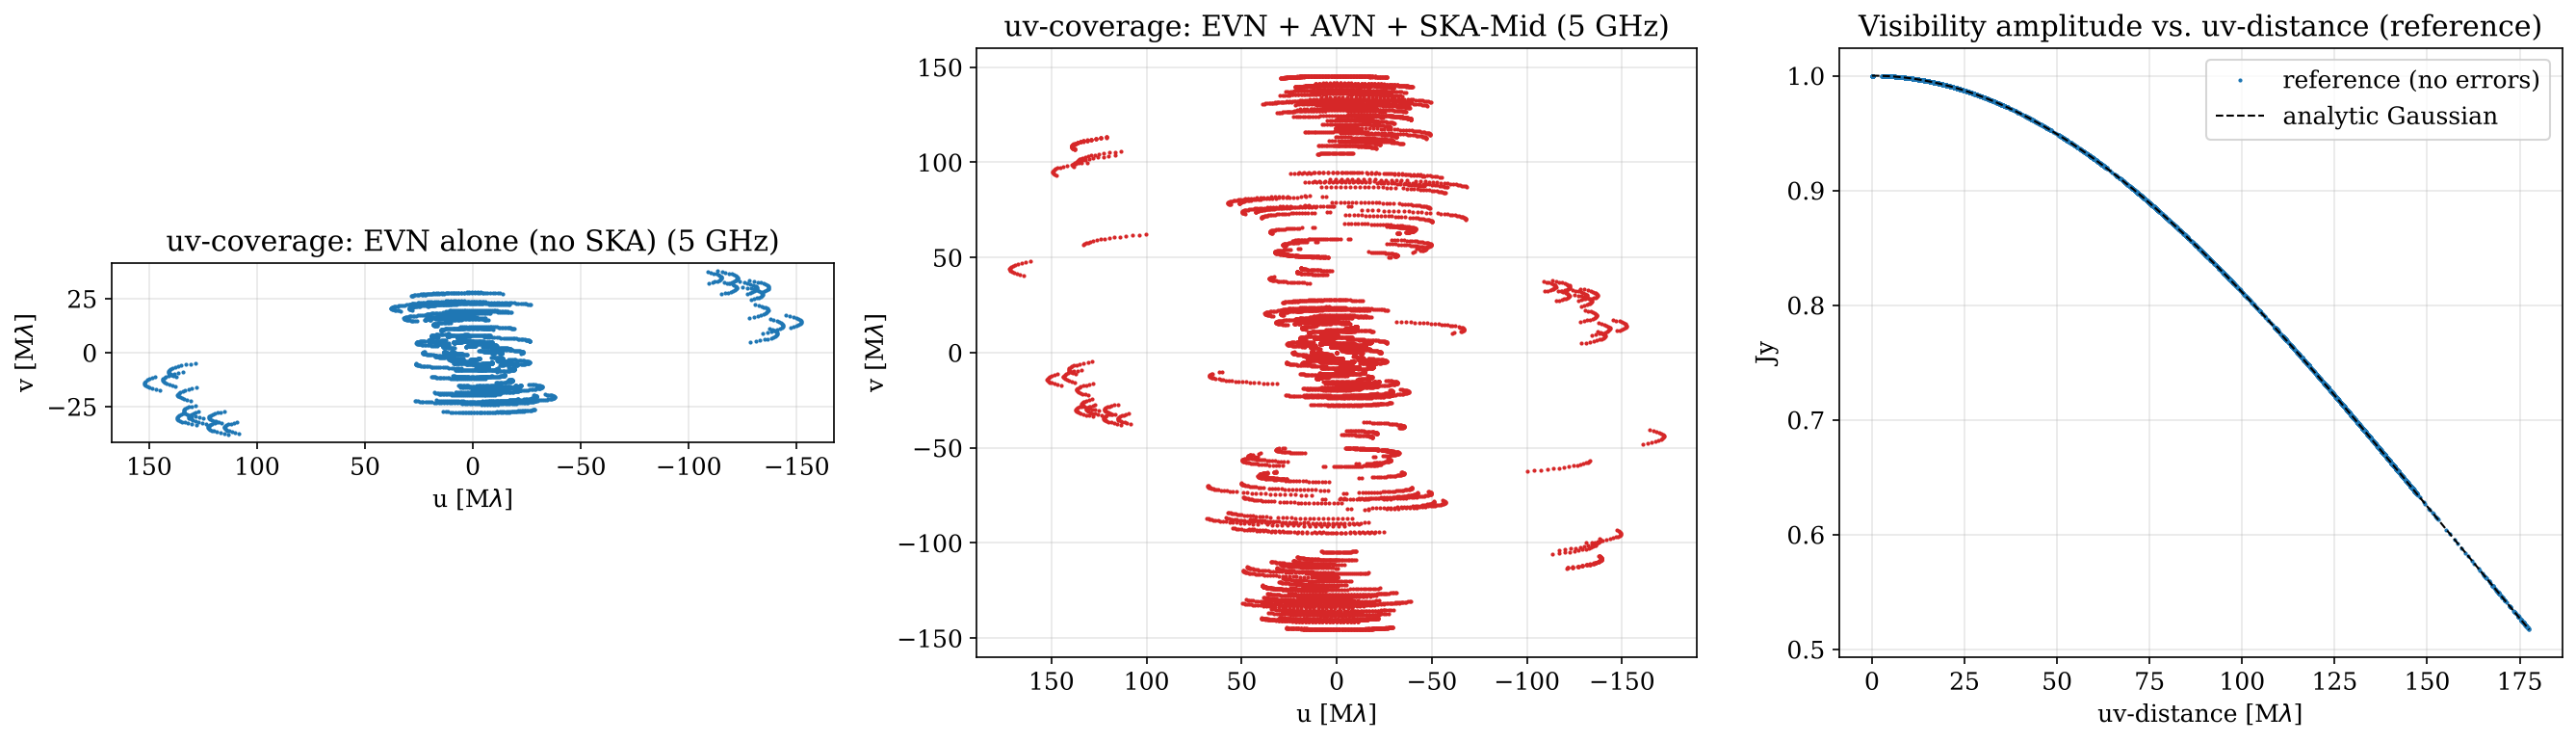 uv-coverage: EVN alone (no SKA) (5 GHz)
25
0
−25
v [Mλ]
150 100 50 0 −50 −100 −150
u [Mλ]
uv-coverage: EVN + AVN + SKA-Mid (5 GHz)
150
100
50
0
−50
−100
−150
v [Mλ]
150 100 50 0 −50 −100 −150
u [Mλ]
Visibility amplitude vs. uv-distance (reference)
reference (no errors)
analytic Gaussian
1.0
0.9
0.8
0.7
0.6
0.5
Jy
0 25 50 75 100 125 150 175
uv-distance [Mλ]